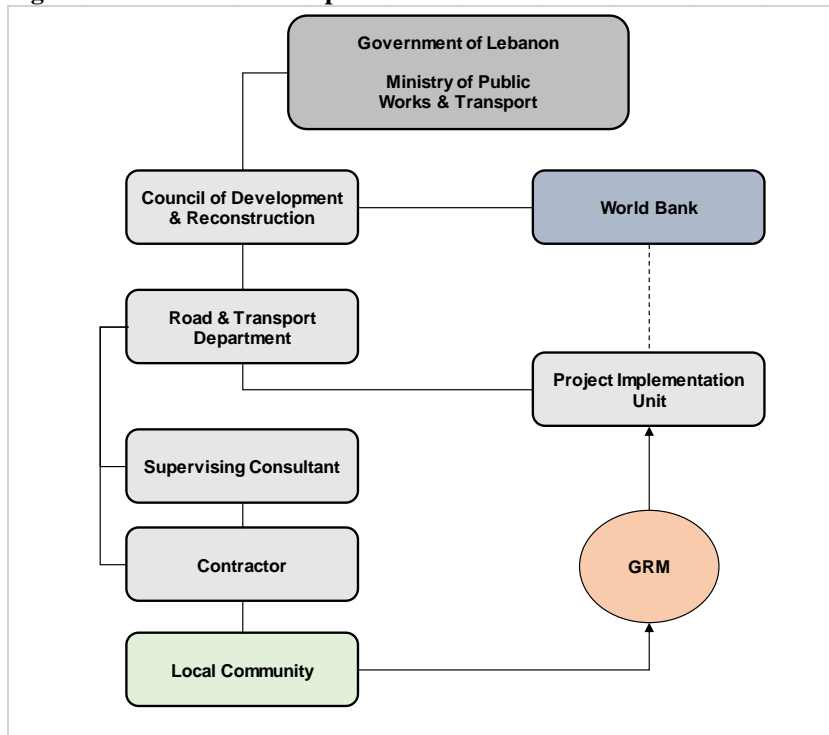 Government of Lebanon
Ministry of Public
Works & Transport
Council of Development
& Reconstruction
World Bank
Road & Transport
Department
Project Implementation
Unit
Supervising Consultant
GRM
Contractor
Local Community